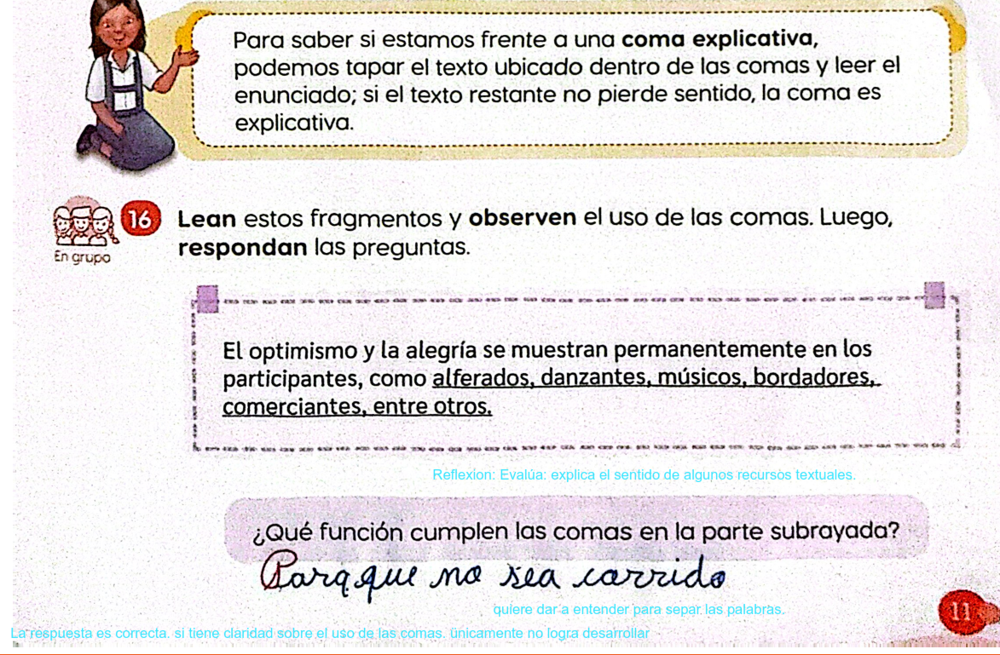 Para saber si estamos frente a una coma explicativa,
podemos tapar el texto ubicado dentro de las comas y leer el
enunciado; si el texto restante no pierde sentido, la coma es
explicativa.
En grupo
16 Lean estos fragmentos y observen el uso de las comas. Luego,
respondan las preguntas.
El optimismo y la alegría se muestran permanentemente en los
participantes, como alferados, danzantes, músicos, bordadores,
comerciantes, entre otros.
Reflexion: Evalúa: explica el sentido de algunos recursos textuales.
¿Qué función cumplen las comas en la parte subrayada?
Parq que no sea corrido
quiere dar a entender para separ las palabras.
11
La respuesta es correcta. si tiene claridad sobre el uso de las comas. únicamente no logra desarrollar